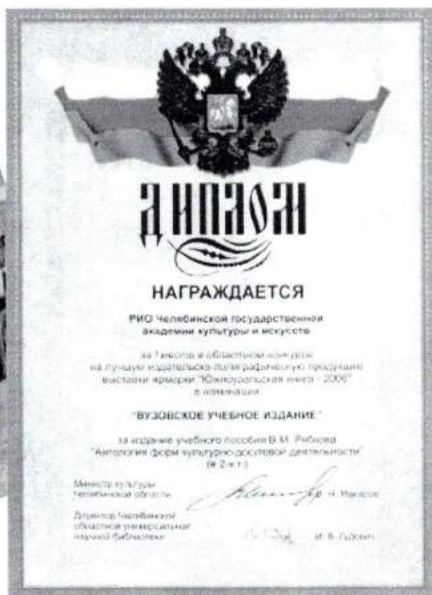 ДИПЛОМ
НАГРАЖДАЕТСЯ
РИО Челябинской государственной
академии культуры и искусств
за I место в областном конкурсе
на лучшую издательско-полиграфическую продукцию
выставки-ярмарки "Южноуральская книга - 2006"
в номинации
"ВУЗОВСКОЕ УЧЕБНОЕ ИЗДАНИЕ"
за издание учебного пособия В.М. Рябкова
"Антология форм культурно-досуговой деятельности"
(в 2-х т.)
Министр культуры
Челябинской области
Н. Макаров
Директор Челябинской
областной универсальной
научной библиотеки
И. В.